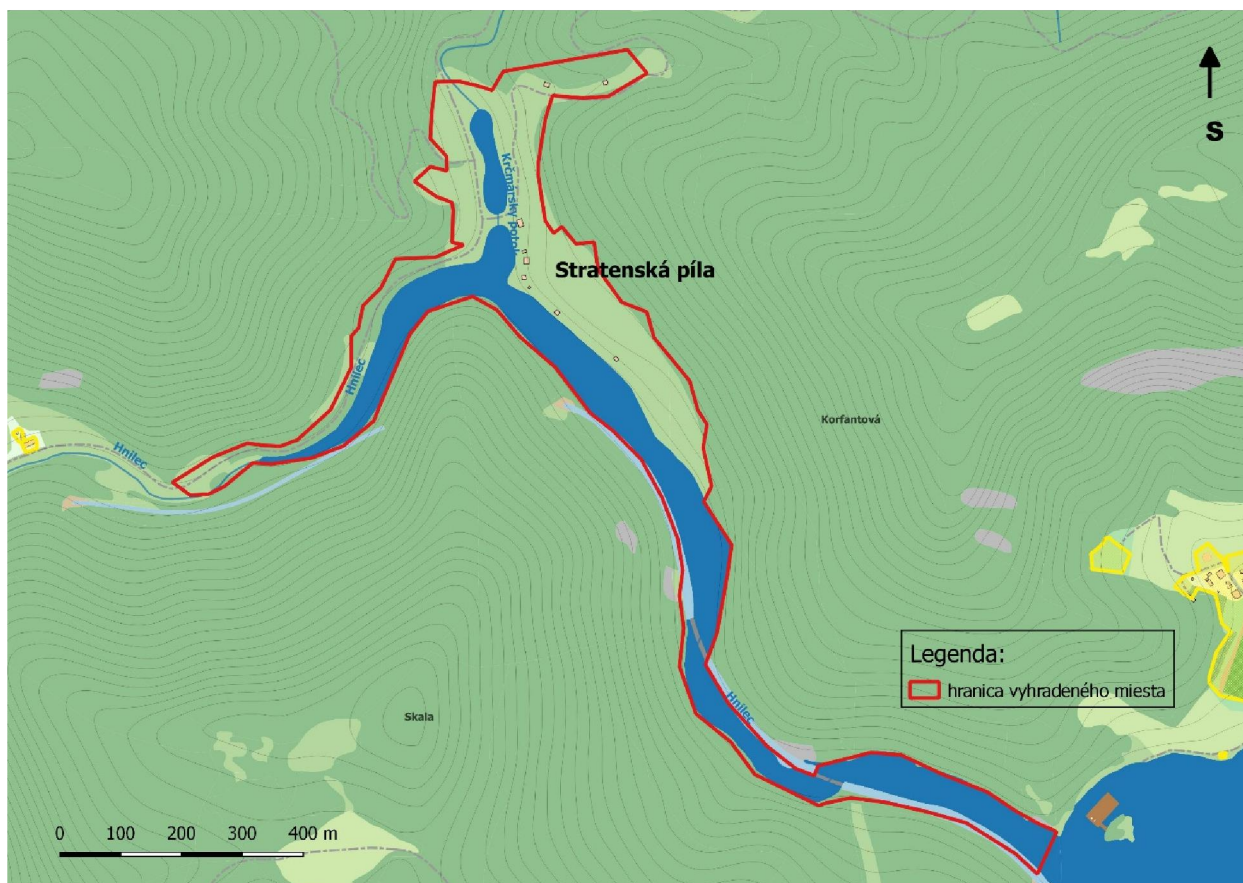 S
Krčmársky potok
Stratenská píla
Hnilec
Korfantová
Hnilec
Legenda:
hranica vyhradeného miesta
Hnilec
Skala
0 100 200 300 400 m